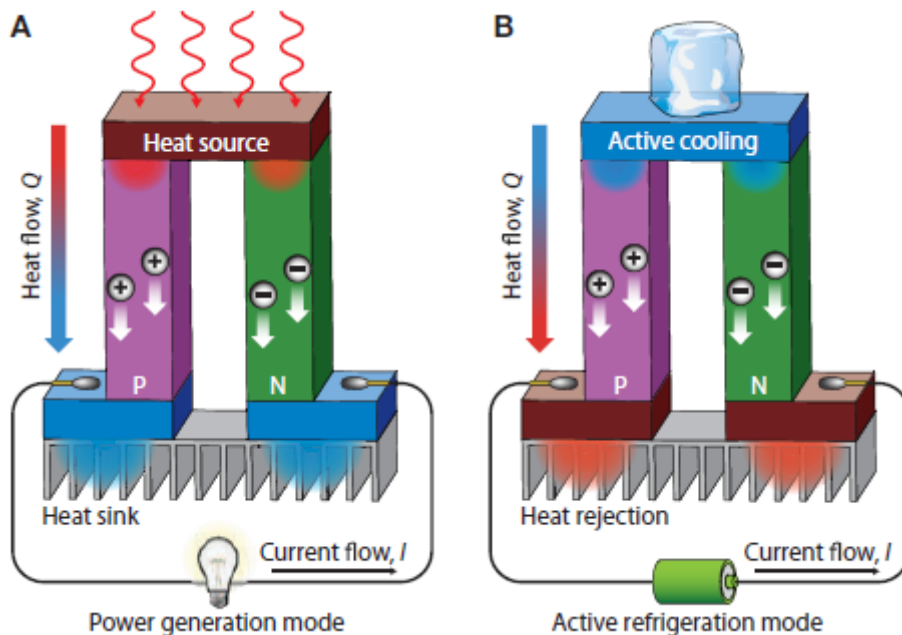 A
Heat source
Heat flow, Q
P
N
Heat sink
Current flow, I
Power generation mode
B
Active cooling
Heat flow, Q
P
N
Heat rejection
Current flow, I
Active refrigeration mode